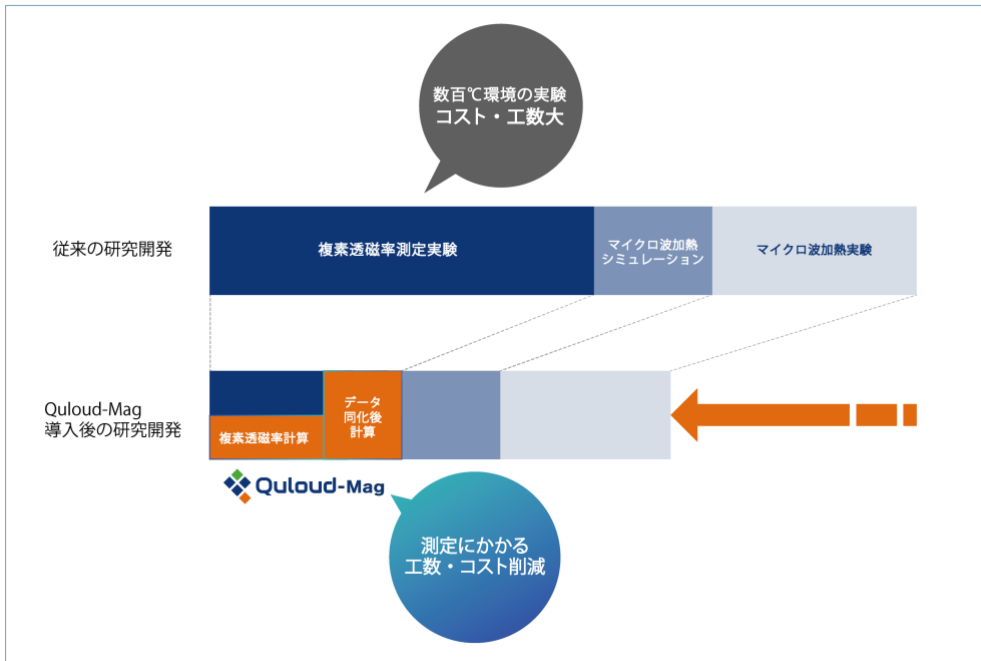 数百℃環境の実験
コスト・工数大
従来の研究開発
複素透磁率測定実験
マイクロ波加熱
シミュレーション
マイクロ波加熱実験
Quloud-Mag
導入後の研究開発
複素透磁率計算
データ
同化後
計算
Quloud-Mag
測定にかかる
工数・コスト削減